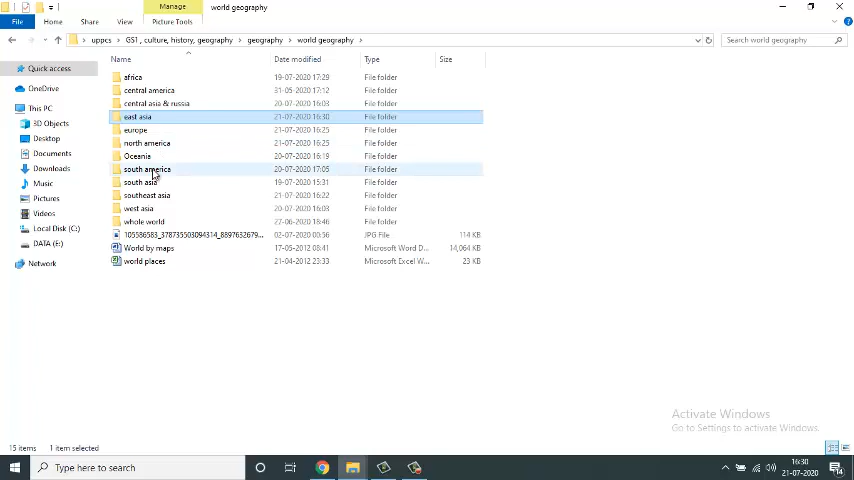 Manage
world geography
File
Home
Share
View
Picture Tools
uppcs
GS1 , culture, history, geography
geography
world geography
Search world geography
Name
Date modified
Type
Size
Quick access
OneDrive
This PC
3D Objects
Desktop
Documents
Downloads
Music
Pictures
Videos
Local Disk (C:)
DATA (E:)
Network
africa 19-07-2020 17:29 File folder
central america 31-05-2020 17:12 File folder
central asia & russia 20-07-2020 16:03 File folder
east asia 21-07-2020 16:30 File folder
europe 21-07-2020 16:25 File folder
north america 21-07-2020 16:25 File folder
Oceania 20-07-2020 16:19 File folder
south america 20-07-2020 17:05 File folder
south asia 19-07-2020 15:31 File folder
southeast asia 21-07-2020 16:22 File folder
west asia 20-07-2020 16:03 File folder
whole world 27-06-2020 18:46 File folder
105586583_378735503094314_8897632679... 02-07-2020 00:56 JPG File 114 KB
World by maps 17-05-2012 08:41 Microsoft Word D... 14,064 KB
world places 21-04-2012 23:33 Microsoft Excel W... 23 KB
Activate Windows
Go to Settings to activate Windows.
15 items
1 item selected
Type here to search
16:30
21-07-2020
14